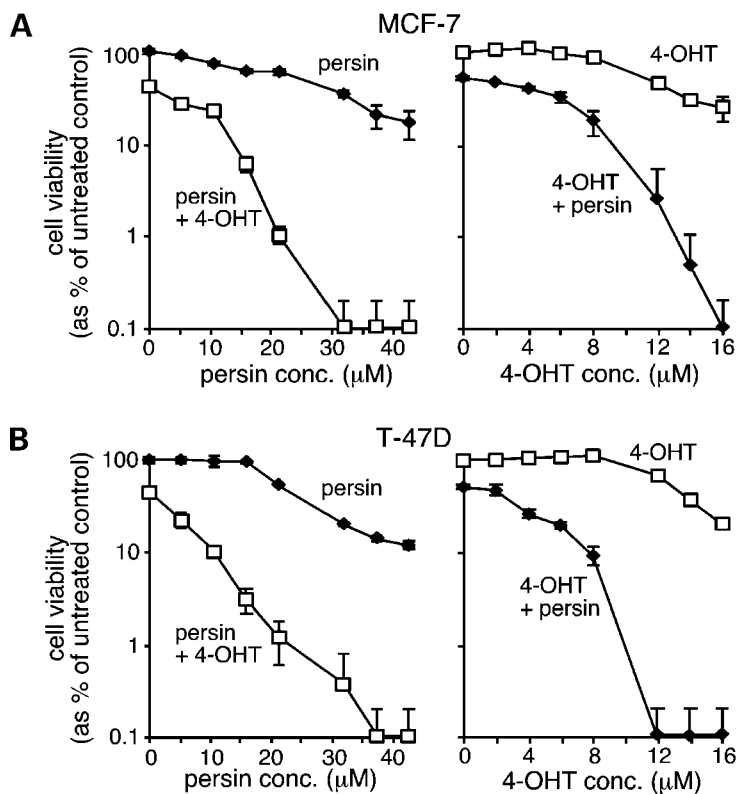 A
MCF-7
cell viability
(as % of untreated control)
100
10
1
0.1
persin
persin
+ 4-OHT
0 10 20 30 40
persin conc. (μM)
4-OHT
4-OHT
+ persin
0 4 8 12 16
4-OHT conc. (μM)
B
T-47D
cell viability
(as % of untreated control)
100
10
1
0.1
persin
persin
+ 4-OHT
0 10 20 30 40
persin conc. (μM)
4-OHT
4-OHT
+ persin
0 4 8 12 16
4-OHT conc. (μM)